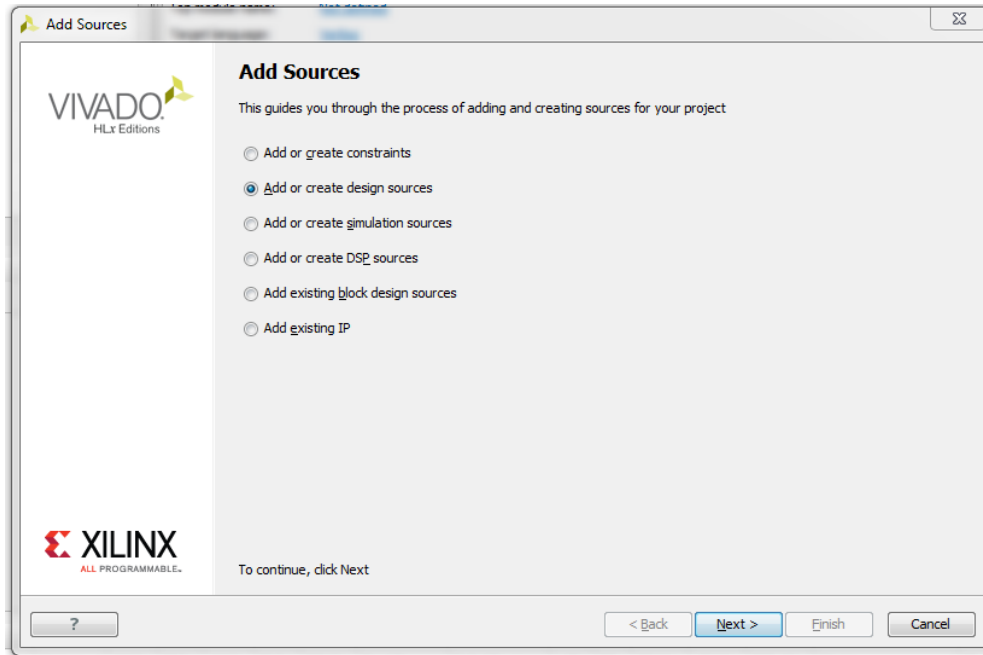 Not defined
Add Sources
VIVADO.
HLx Editions
Add Sources
This guides you through the process of adding and creating sources for your project
Add or create constraints
Add or create design sources
Add or create simulation sources
Add or create DSP sources
Add existing block design sources
Add existing IP
XILINX
ALL PROGRAMMABLE.
To continue, click Next
?
< Back
Next >
Finish
Cancel